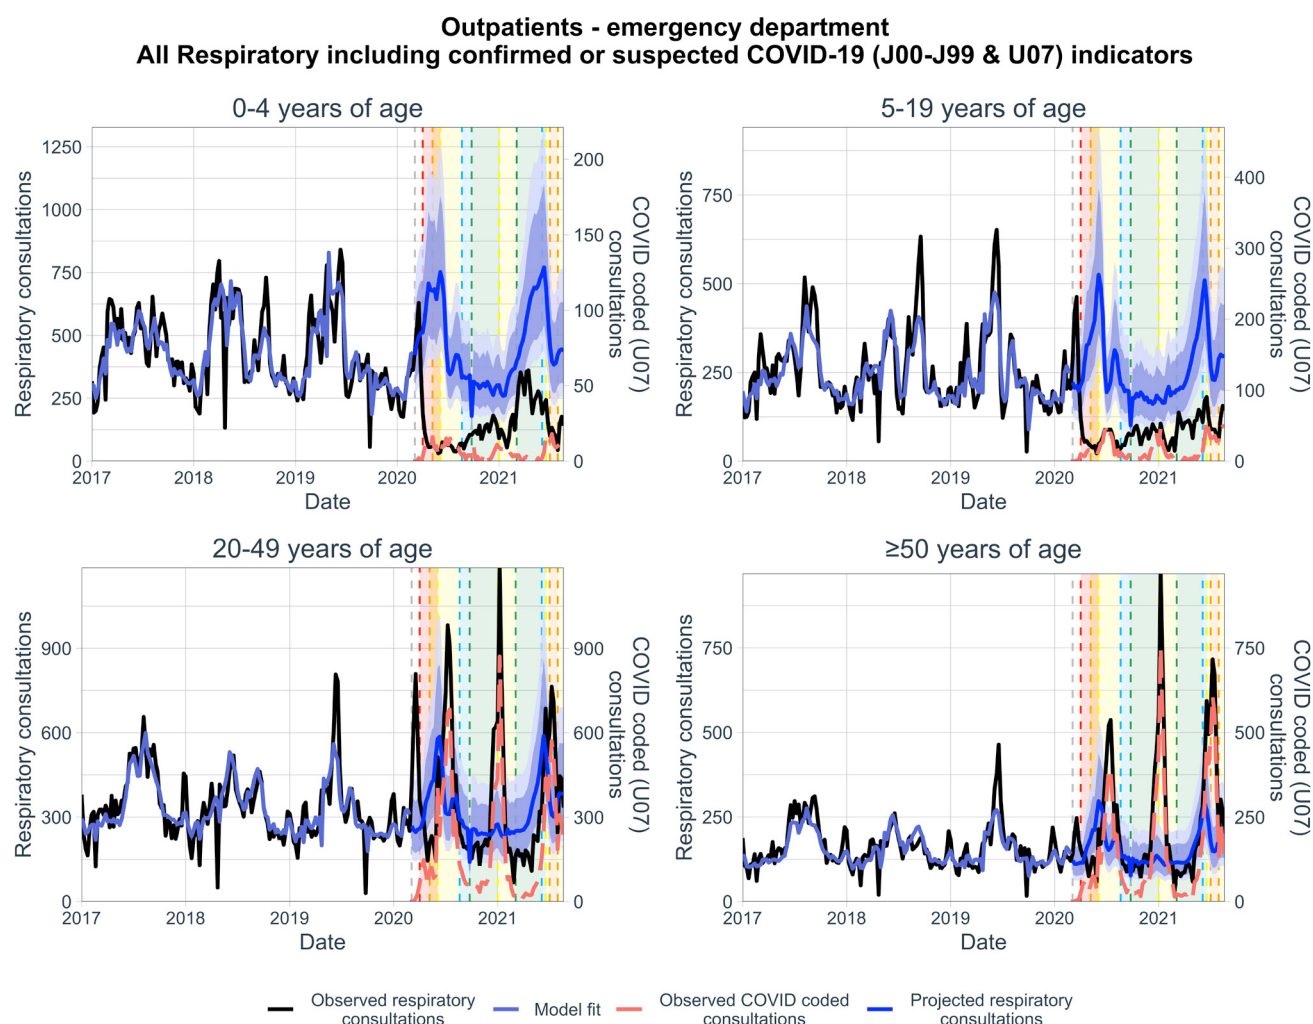 Outpatients - emergency department
All Respiratory including confirmed or suspected COVID-19 (J00-J99 & U07) indicators
0-4 years of age
Respiratory consultations
1250
1000
750
500
250
0
200
150
100
50
0
COVID coded (U07)
consultations
2017 2018 2019 2020 2021
Date
5-19 years of age
Respiratory consultations
750
500
250
0
400
300
200
100
0
COVID coded (U07)
consultations
2017 2018 2019 2020 2021
Date
20-49 years of age
Respiratory consultations
900
600
300
0
900
600
300
0
COVID coded (U07)
consultations
2017 2018 2019 2020 2021
Date
≥50 years of age
Respiratory consultations
750
500
250
0
750
500
250
0
COVID coded (U07)
consultations
2017 2018 2019 2020 2021
Date
Observed respiratory
consultations
Model fit
Observed COVID coded
consultations
Projected respiratory
consultations